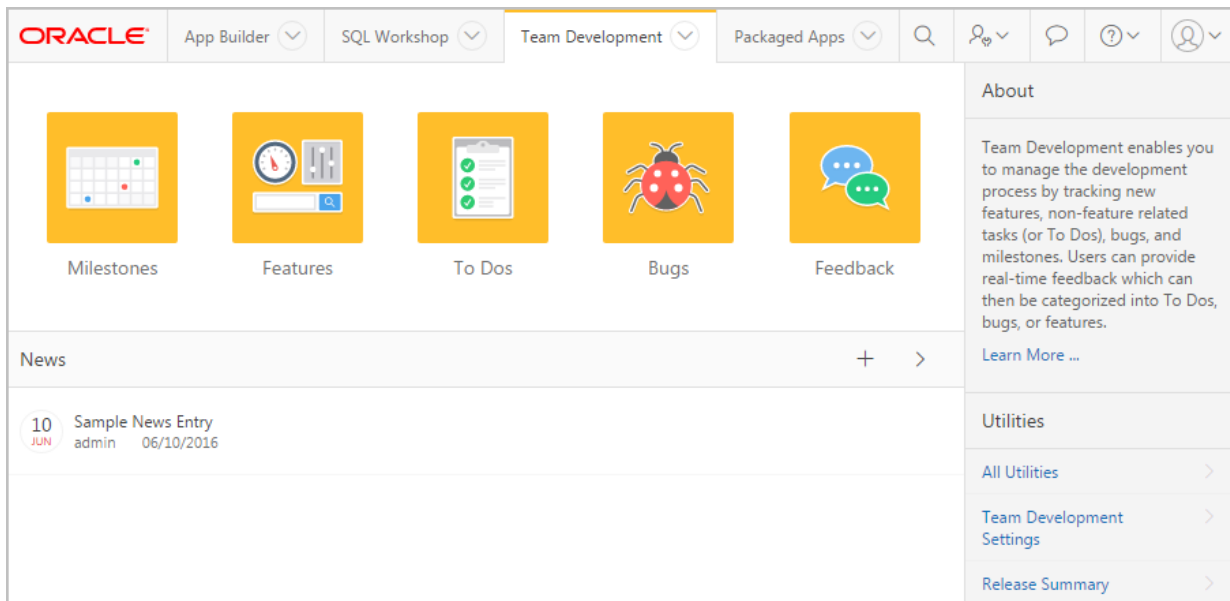 ORACLE® App Builder SQL Workshop Team Development Packaged Apps
Milestones Features To Dos Bugs Feedback
News
10 JUN
Sample News Entry
admin 06/10/2016
About
Team Development enables you
to manage the development
process by tracking new
features, non-feature related
tasks (or To Dos), bugs, and
milestones. Users can provide
real-time feedback which can
then be categorized into To Dos,
bugs, or features.
Learn More ...
Utilities
All Utilities
Team Development
Settings
Release Summary